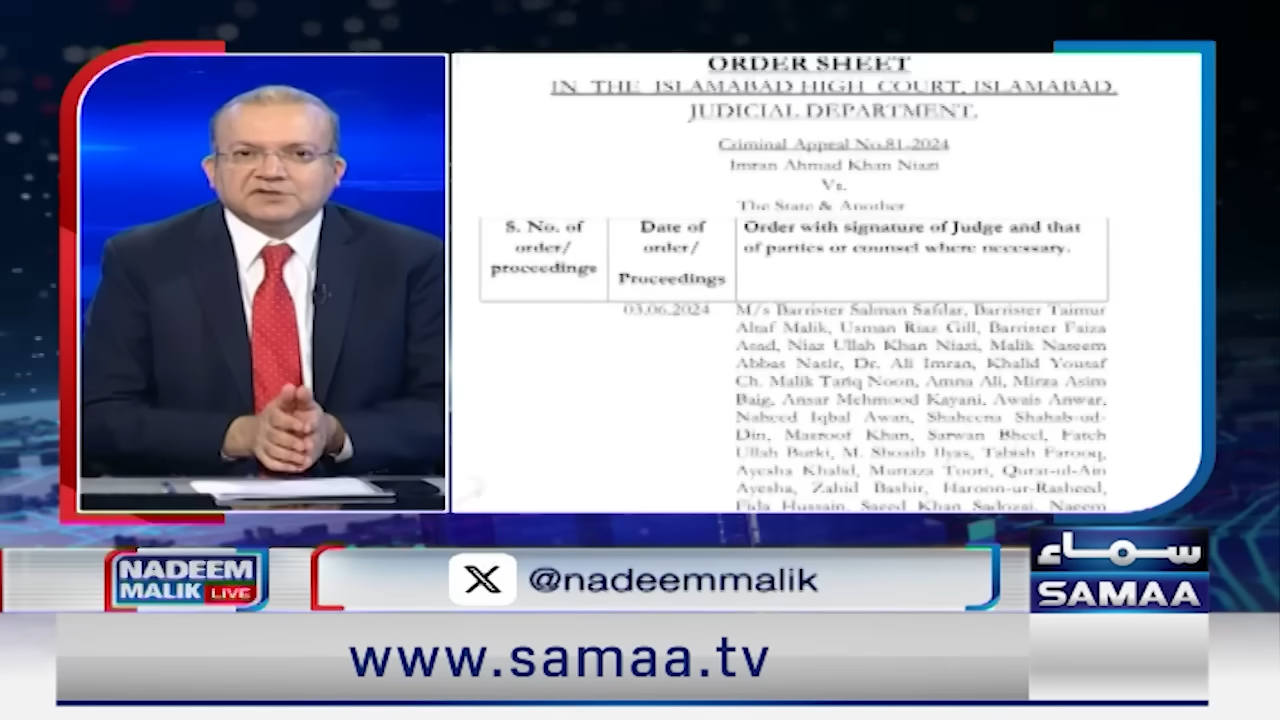 ORDER SHEET
IN THE ISLAMABAD HIGH COURT, ISLAMABAD.
JUDICIAL DEPARTMENT.
Criminal Appeal No.81-2024
Imran Ahmad Khan Niazi
Vs.
The State & Another
S. No. of order/ proceedings
Date of order/ Proceedings
Order with signature of Judge and that
of parties or counsel where necessary.
03.06.2024
M/s Barrister Salman Safdar, Barrister Taimur
Altaf Malik, Usman Riaz Gill, Barrister Faiza
Asad, Niaz Ullah Khan Niazi, Malik Naseem
Abbas Nasir, Dr. Ali Imran, Khalid Yousaf
Ch. Malik Tariq Noon, Amna Ali, Mirza Asim
Baig, Ansar Mehmood Kayani, Awais Anwar,
Naheed Iqbal Awan, Shaheena Shahab-ud-
Din, Masroof Khan, Sarwan Bheel, Fateh
Ullah Burki, M. Shoaib Ilyas, Tabish Farooq,
Ayesha Khalid, Murtaza Toori, Qurat-ul-Ain
Ayesha, Zahid Bashir, Haroon-ur-Rasheed,
Fida Hussain, Saeed Khan Sadozai, Naeem
NADEEM
MALIK LIVE
X @nadeemmalik
سماء
SAMAA
www.samaa.tv